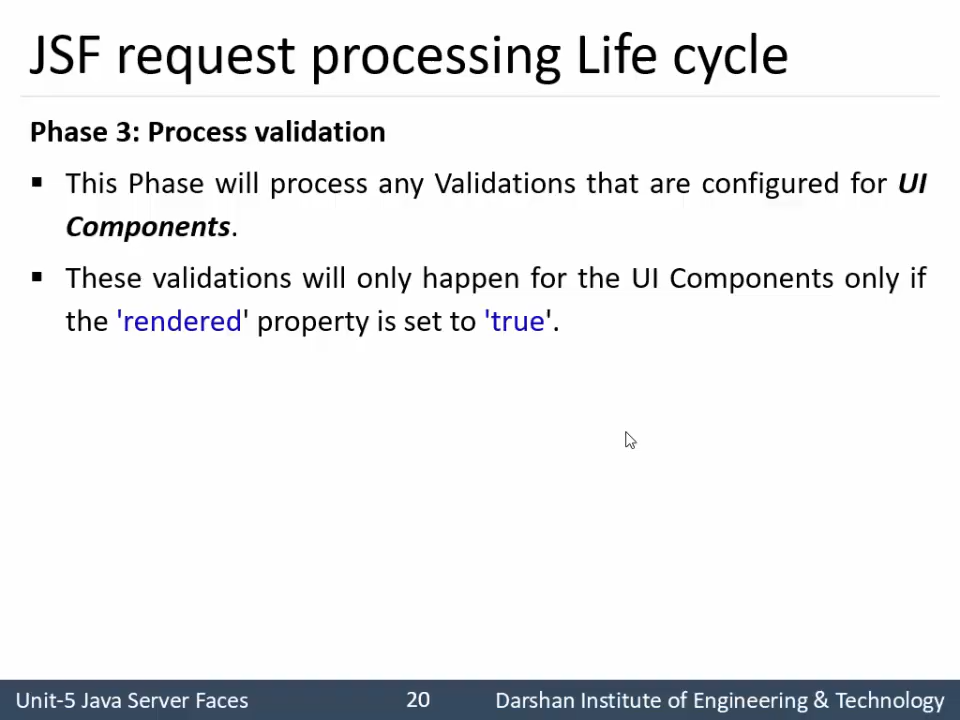 JSF request processing Life cycle
Phase 3: Process validation
▪ This Phase will process any Validations that are configured for UI
Components.
▪ These validations will only happen for the UI Components only if
the 'rendered' property is set to 'true'.
Unit-5 Java Server Faces 20 Darshan Institute of Engineering & Technology